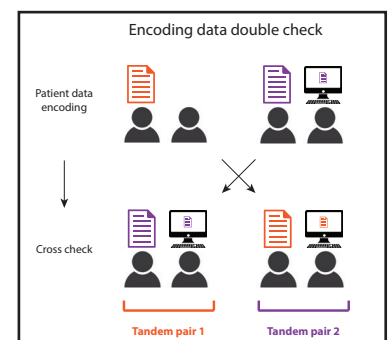 Encoding data double check
Patient data
encoding
Cross check
Tandem pair 1
Tandem pair 2